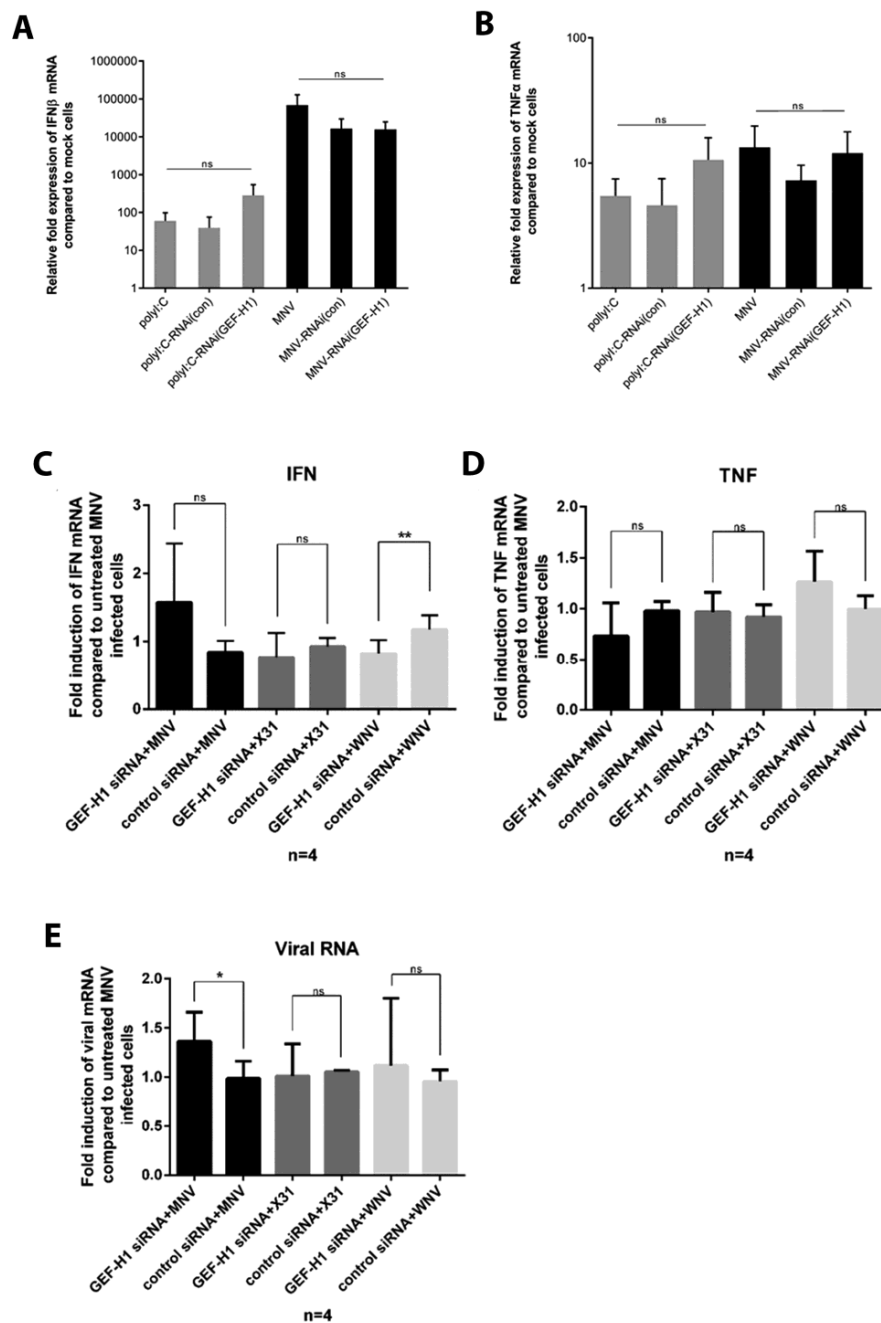 A
Relative fold expression of IFNβ mRNA
compared to mock cells
1000000
100000
10000
1000
100
10
1
ns
ns
polyI:C
polyI:C-RNAi(con)
polyI:C-RNAi(GEF-H1)
MNV
MNV-RNAi(con)
MNV-RNAi(GEF-H1)
B
Relative fold expression of TNFα mRNA
compared to mock cells
100
10
1
ns
ns
polyI:C
polyI:C-RNAi(con)
polyI:C-RNAi(GEF-H1)
MNV
MNV-RNAi(con)
MNV-RNAi(GEF-H1)
C
IFN
Fold induction of IFN mRNA
compared to untreated MNV
infected cells
3
2
1
0
ns
ns
**
GEF-H1 siRNA+MNV
control siRNA+MNV
GEF-H1 siRNA+X31
control siRNA+X31
GEF-H1 siRNA+WNV
control siRNA+WNV
n=4
D
TNF
Fold induction of TNF mRNA
compared to untreated MNV
infected cells
2.0
1.5
1.0
0.5
0.0
ns
ns
ns
GEF-H1 siRNA+MNV
control siRNA+MNV
GEF-H1 siRNA+X31
control siRNA+X31
GEF-H1 siRNA+WNV
control siRNA+WNV
n=4
E
Viral RNA
Fold induction of viral mRNA
compared to untreated MNV
infected cells
2.0
1.5
1.0
0.5
0.0
*
ns
ns
GEF-H1 siRNA+MNV
control siRNA+MNV
GEF-H1 siRNA+X31
control siRNA+X31
GEF-H1 siRNA+WNV
control siRNA+WNV
n=4